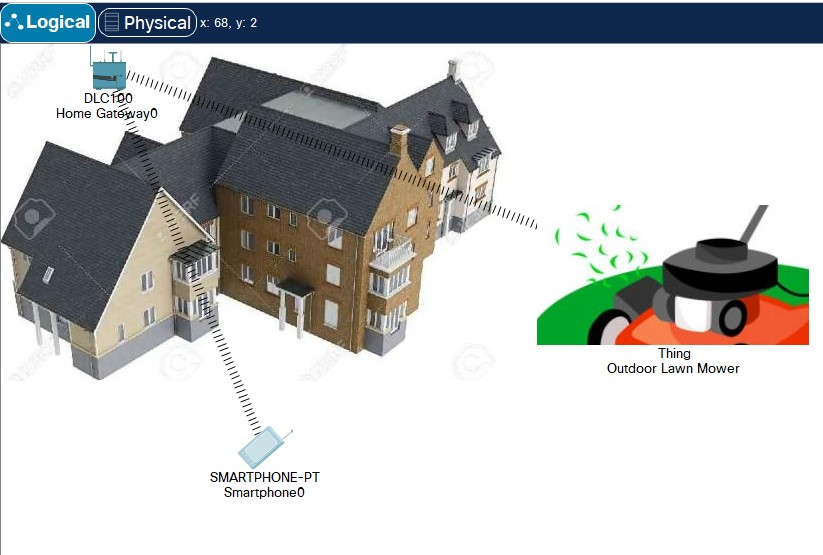 Logical
Physical
x: 68, y: 2
DLC100
Home Gateway0
Thing
Outdoor Lawn Mower
SMARTPHONE-PT
Smartphone0